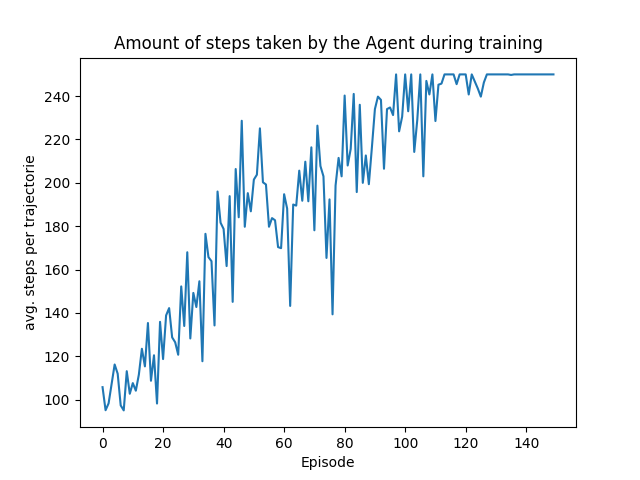 Amount of steps taken by the Agent during training
avg. steps per trajectorie
240
220
200
180
160
140
120
100
0 20 40 60 80 100 120 140
Episode